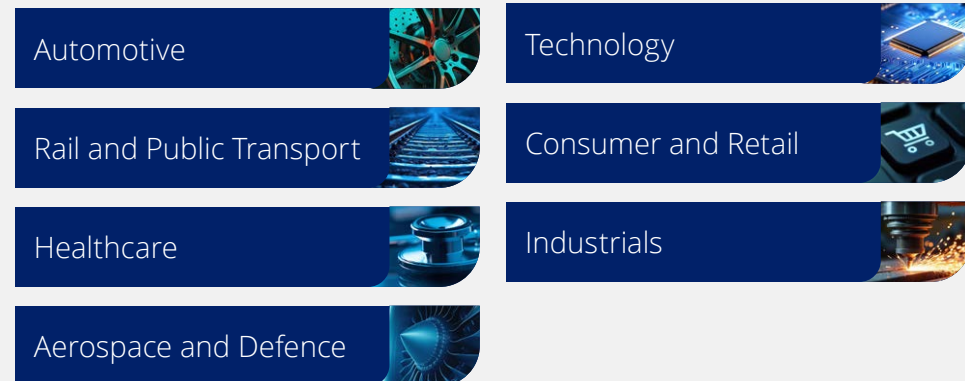 Automotive
Rail and Public Transport
Healthcare
Aerospace and Defence
Technology
Consumer and Retail
Industrials